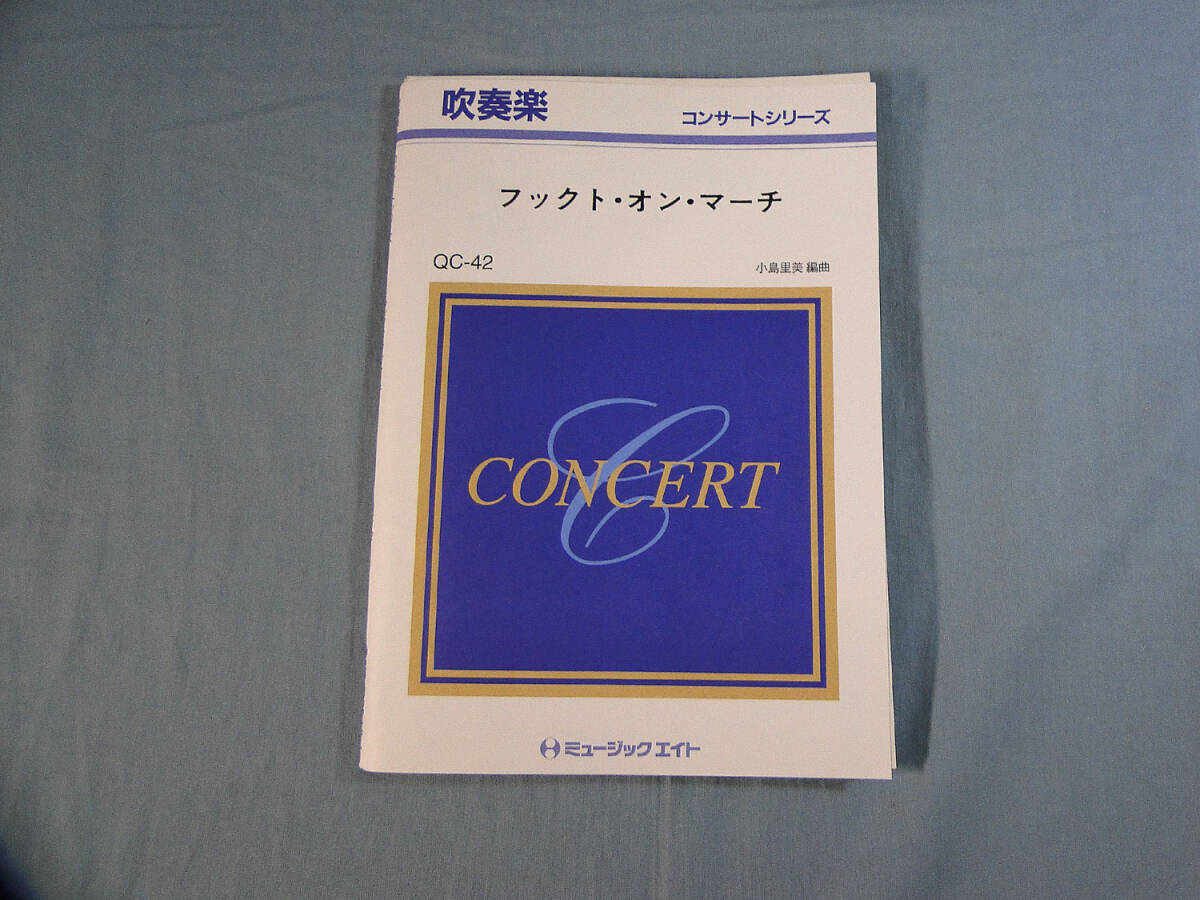 吹奏楽
コンサートシリーズ
フックト・オン・マーチ
QC-42
小島里美 編曲
CONCERT
ミュージックエイト